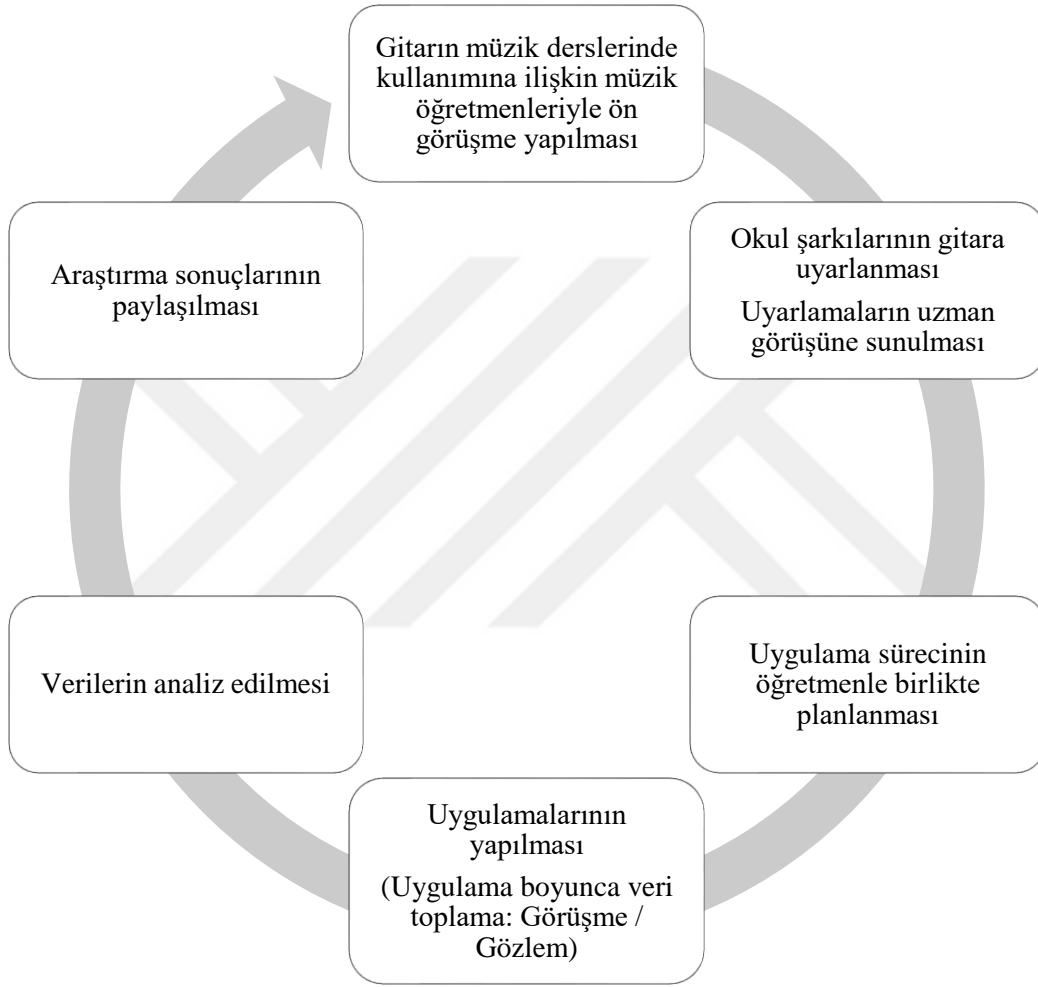 Gitarın müzik derslerinde
kullanımına ilişkin müzik
öğretmenleriyle ön
görüşme yapılması
Okul şarkılarının gitara
uyarlanması
Uyarlamaların uzman
görüşüne sunulması
Uygulama sürecinin
öğretmenle birlikte
planlanması
Uygulamalarının
yapılması
(Uygulama boyunca veri
toplama: Görüşme /
Gözlem)
Verilerin analiz edilmesi
Araştırma sonuçlarının
paylaşılması